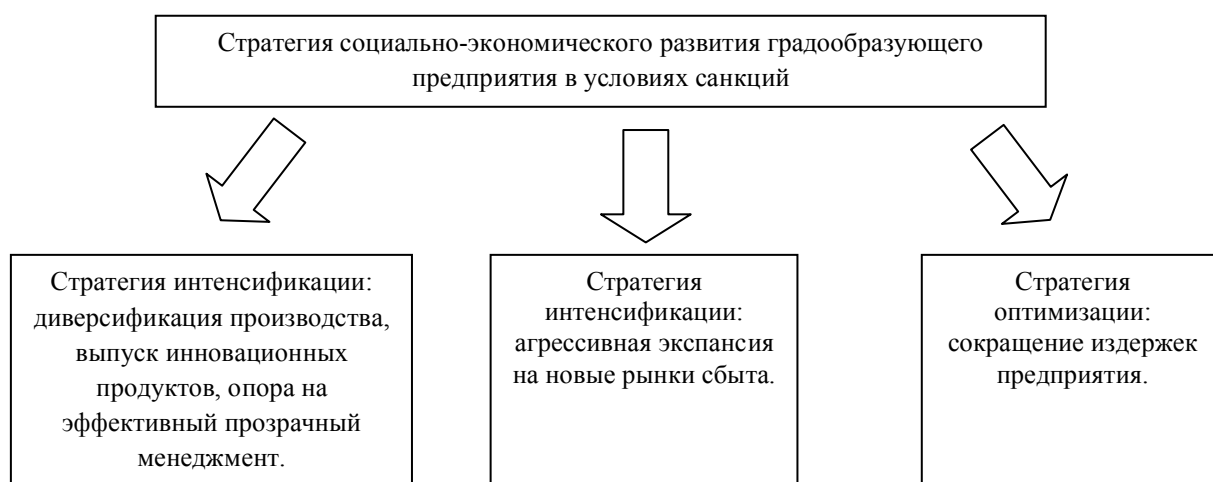 Стратегия социально-экономического развития градообразующего
предприятия в условиях санкций
Стратегия интенсификации:
диверсификация производства,
выпуск инновационных
продуктов, опора на
эффективный прозрачный
менеджмент.
Стратегия
интенсификации:
агрессивная экспансия
на новые рынки сбыта.
Стратегия
оптимизации:
сокращение издержек
предприятия.